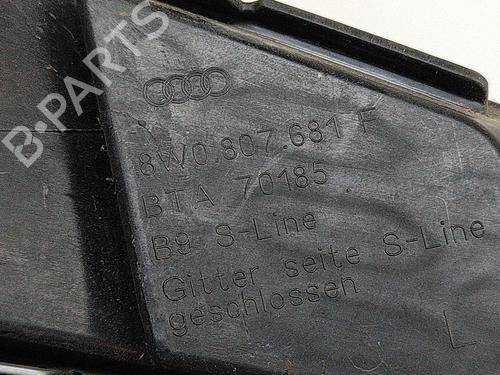 B-PARTS
8W0.807.681 F
BTA 70185
B9 S-Line
Gitter seite S-Line
geschlossen
L